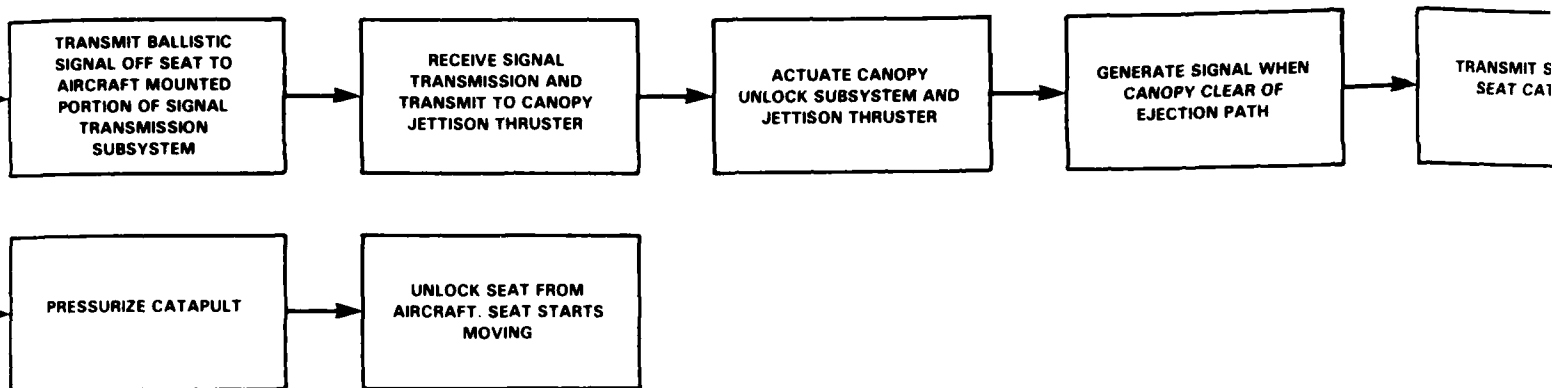 TRANSMIT BALLISTIC
SIGNAL OFF SEAT TO
AIRCRAFT MOUNTED
PORTION OF SIGNAL
TRANSMISSION
SUBSYSTEM
RECEIVE SIGNAL
TRANSMISSION AND
TRANSMIT TO CANOPY
JETTISON THRUSTER
ACTUATE CANOPY
UNLOCK SUBSYSTEM AND
JETTISON THRUSTER
GENERATE SIGNAL WHEN
CANOPY CLEAR OF
EJECTION PATH
TRANSMIT
SEAT
PRESSURIZE CATAPULT
UNLOCK SEAT FROM
AIRCRAFT. SEAT STARTS
MOVING